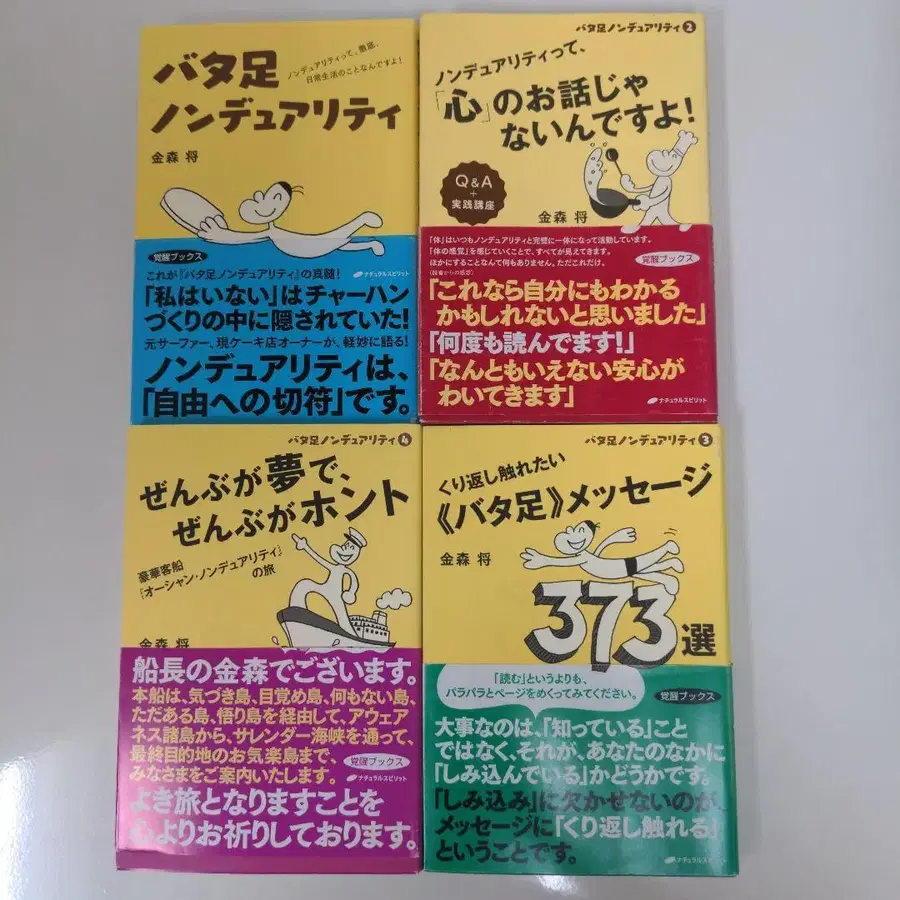 バタ足
ノンデュアリティ
ノンデュアリティって、徹底、
日常生活のことなんですよ!
金森 将
覚醒ブックス
これが『バタ足ノンデュアリティ』の真髄!
ナチュラルスピリット
「私はいない」はチャーハン
づくりの中に隠されていた!
元サーファー、現ケーキ店オーナーが、軽妙に語る!
ノンデュアリティは、
「自由への切符」です。
バタ足ノンデュアリティ2
ノンデュアリティって、
「心」のお話じゃ
ないんですよ!
Q&A
+
実践講座
金森 将
「体」はいつもノンデュアリティと完璧に一体になって活動しています。
「体の感覚」を感じていくことで、すべてが見えてきます。
ほかにすることなんて何もありません。ただこれだけ。
(読者からの感想)
覚醒ブックス
「これなら自分にもわかる
かもしれないと思いました」
「何度も読んでます!」
「なんともいえない安心が
わいてきます」
ナチュラルスピリット
バタ足ノンデュアリティ4
ぜんぶが夢で、
ぜんぶがホント
豪華客船
『オーシャン・ノンデュアリティ』
の旅
金森 将
船長の金森でございます。
本船は、気づき島、目覚め島、何もない島、
ただある島、悟り島を経由して、アウェア
ネス諸島から、サレンダー海峡を通って、
最終目的地のお気楽島まで、
みなさまをご案内いたします。
覚醒ブックス
ナチュラルスピリット
よき旅となりますことを
心よりお祈りしております。
バタ足ノンデュアリティ3
くり返し触れたい
《バタ足》メッセージ
金森 将
373選
「読む」というよりも、
パラパラとページをめくってみてください。
覚醒ブックス
大事なのは、「知っている」こと
ではなく、それが、あなたのなかに
「しみ込んでいる」かどうかです。
「しみ込み」に欠かせないのが、
メッセージに「くり返し触れる」
ということです。
ナチュラルスピリット